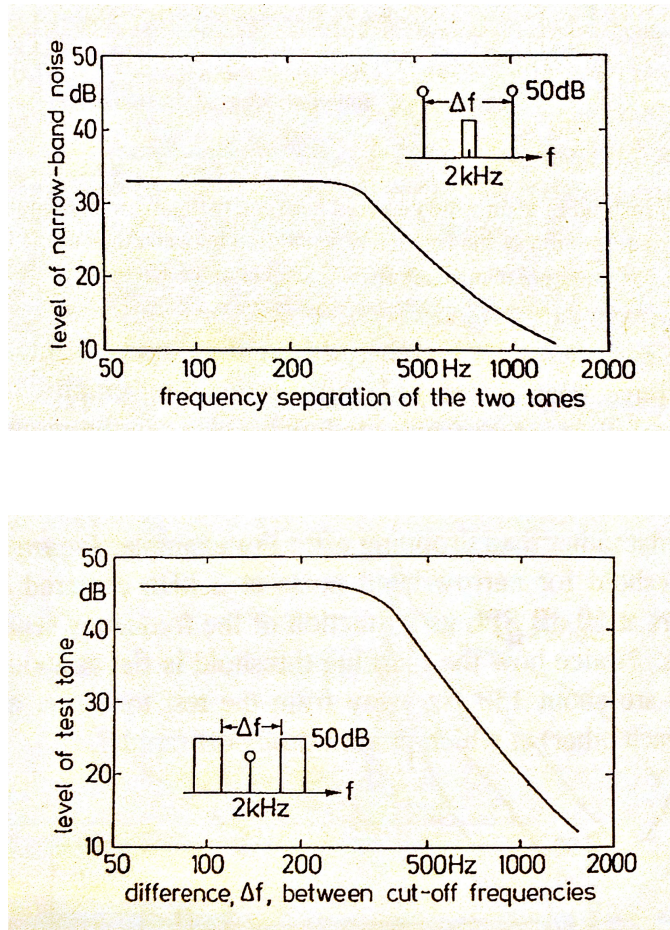 level of narrow-band noise
50
dB
40
30
20
10
Δf
50dB
f
2kHz
50
100
200
500Hz
1000
2000
frequency separation of the two tones
level of test tone
50
dB
40
30
20
10
Δf
50dB
f
2kHz
50
100
200
500Hz
1000
2000
difference, Δf, between cut-off frequencies